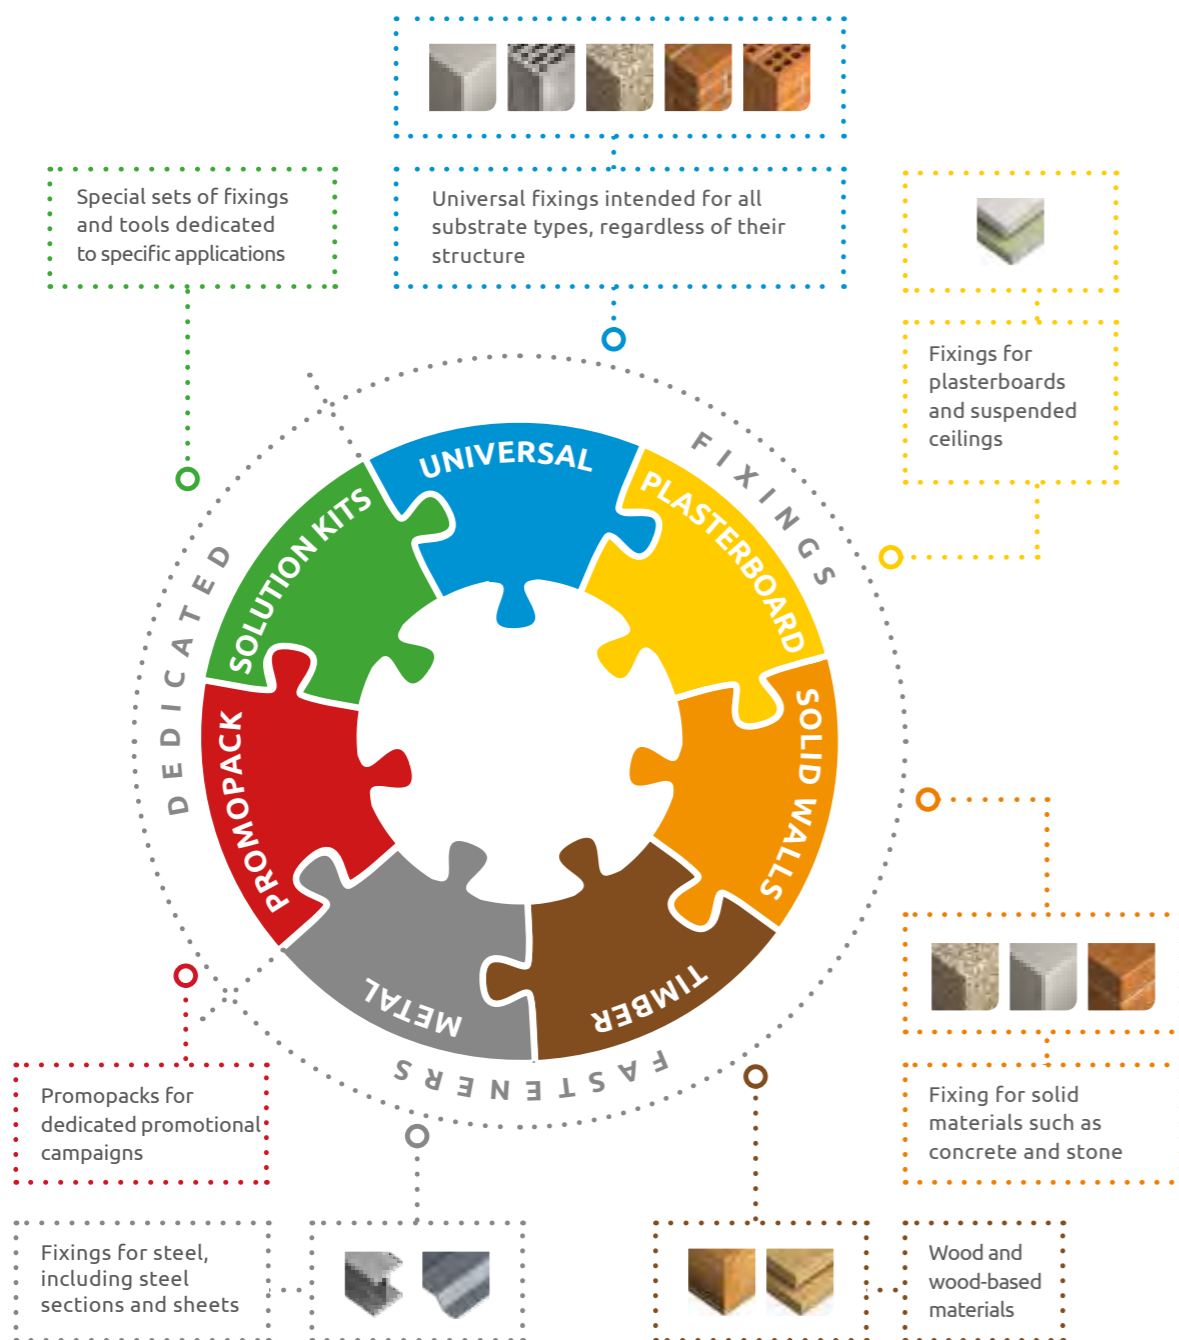 Special sets of fixings
and tools dedicated
to specific applications
Universal fixings intended for all
substrate types, regardless of their
structure
Fixings for
plasterboards
and suspended
ceilings
FIXINGS
UNIVERSAL
PLASTERBOARD
SOLID WALLS
DEDICATED
SOLUTION KITS
PROMOPACK
METAL
TIMBER
FASTENERS
Fixing for solid
materials such as
concrete and stone
Promopacks for
dedicated promotional
campaigns
Fixings for steel,
including steel
sections and sheets
Wood and
wood-based
materials